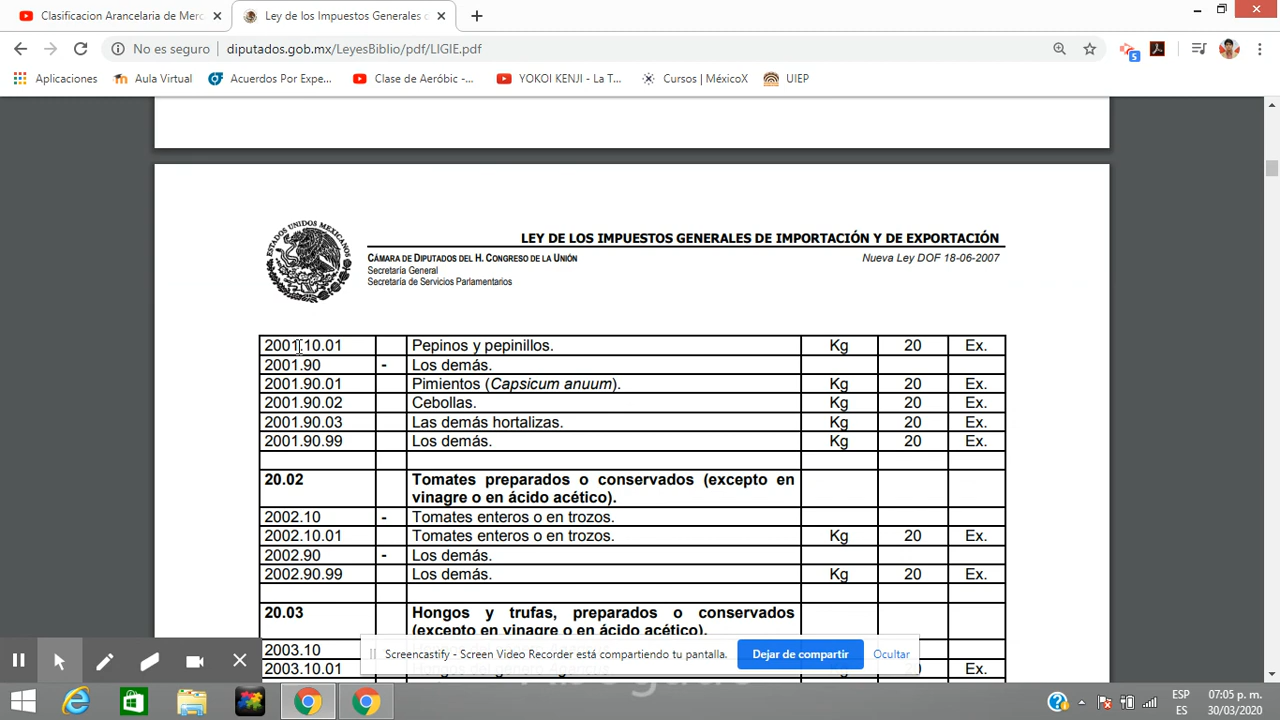 Clasificacion Arancelaria de Merc
Ley de los Impuestos Generales d
No es seguro
deputados.gob.mx/LeyesBiblio/pdf/LIGIE.pdf
5
Aplicaciones
Aula Virtual
Acuerdos Por Expe...
Clase de Aeróbic...
YOKOI KENJI - La T...
Cursos | MéxicoX
UIEP
ESTADOS UNIDOS MEXICANOS
LEY DE LOS IMPUESTOS GENERALES DE IMPORTACIÓN Y DE EXPORTACIÓN
CÁMARA DE DIPUTADOS DEL H. CONGRESO DE LA UNIÓN
Nueva Ley DOF 18-06-2007
Secretaría General
Secretaría de Servicios Parlamentarios
2001.10.01 Pepinos y pepinillos. Kg 20 Ex.
2001.90 - Los demás.
2001.90.01 Pimientos (Capsicum anuum). Kg 20 Ex.
2001.90.02 Cebollas. Kg 20 Ex.
2001.90.03 Las demás hortalizas. Kg 20 Ex.
2001.90.99 Los demás. Kg 20 Ex.
20.02 Tomates preparados o conservados (excepto en
vinagre o en ácido acético).
2002.10 - Tomates enteros o en trozos.
2002.10.01 Tomates enteros o en trozos. Kg 20 Ex.
2002.90 - Los demás.
2002.90.99 Los demás. Kg 20 Ex.
20.03 Hongos y trufas, preparados o conservados
(excepto en vinagre o en ácido acético).
2003.10
2003.10.01 Ex.
Screencastify - Screen Video Recorder está compartiendo tu pantalla.
Dejar de compartir
Ocultar
ESP
ES
07:05 p. m.
30/03/2020